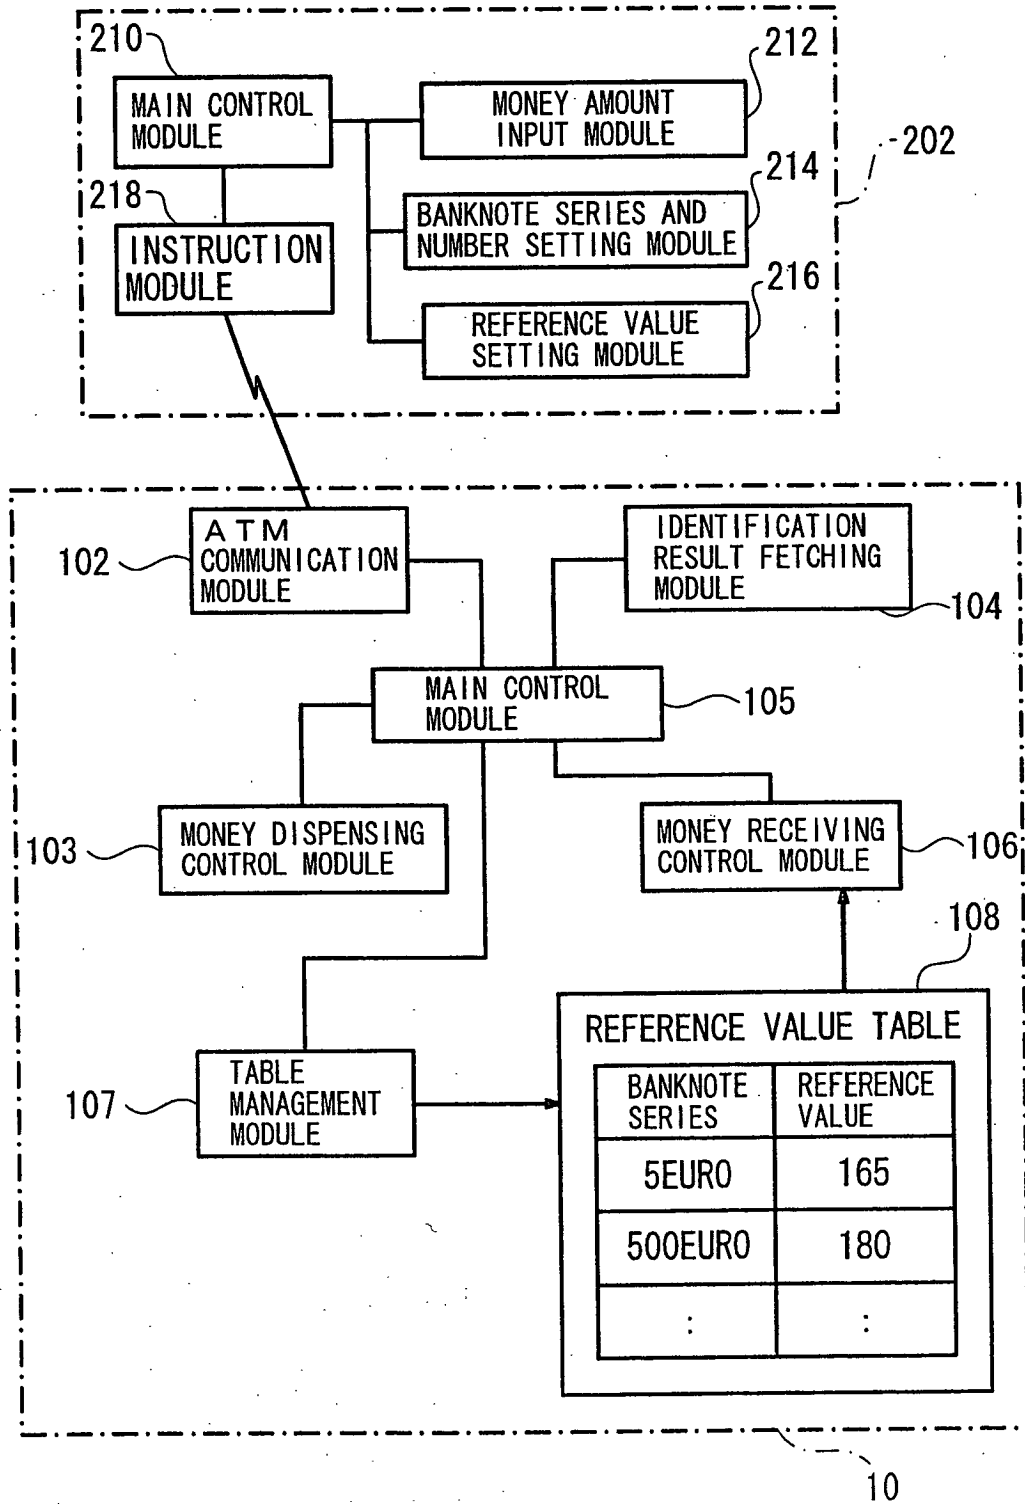 210
MAIN CONTROL
MODULE
212
MONEY AMOUNT
INPUT MODULE
202
218
INSTRUCTION
MODULE
214
BANKNOTE SERIES AND
NUMBER SETTING MODULE
216
REFERENCE VALUE
SETTING MODULE
102
ATM
COMMUNICATION
MODULE
IDENTIFICATION
RESULT FETCHING
MODULE
104
MAIN CONTROL
MODULE
105
103
MONEY DISPENSING
CONTROL MODULE
MONEY RECEIVING
CONTROL MODULE
106
108
107
TABLE
MANAGEMENT
MODULE
REFERENCE VALUE TABLE
BANKNOTE
SERIES
REFERENCE
VALUE
5EURO
165
500EURO
180
:
:
10